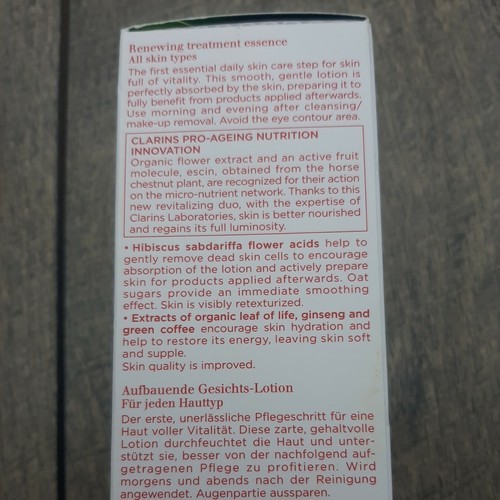 Renewing treatment essence
All skin types
The first essential daily skin care step for skin
full of vitality. This smooth, gentle lotion is
perfectly absorbed by the skin, preparing it to
fully benefit from products applied afterwards.
Use morning and evening after cleansing/
make-up removal. Avoid the eye contour area.
CLARINS PRO-AGEING NUTRITION
INNOVATION
Organic flower extract and an active fruit
molecule, escin, obtained from the horse
chestnut plant, are recognized for their action
on the micro-nutrient network. Thanks to this
new revitalizing duo, with the expertise of
Clarins Laboratories, skin is better nourished
and regains its full luminosity.
• Hibiscus sabdariffa flower acids help to
gently remove dead skin cells to encourage
absorption of the lotion and actively prepare
skin for products applied afterwards. Oat
sugars provide an immediate smoothing
effect. Skin is visibly retexturized.
• Extracts of organic leaf of life, ginseng and
green coffee encourage skin hydration and
help to restore its energy, leaving skin soft
and supple.
Skin quality is improved.
Aufbauende Gesichts-Lotion
Für jeden Hauttyp
Der erste, unerlässliche Pflegeschritt für eine
Haut voller Vitalität. Diese zarte, gehaltvolle
Lotion durchfeuchtet die Haut und unter-
stützt sie, besser von der nachfolgend auf-
getragenen Pflege zu profitieren. Wird
morgens und abends nach der Reinigung
angewendet. Augenpartie aussparen.